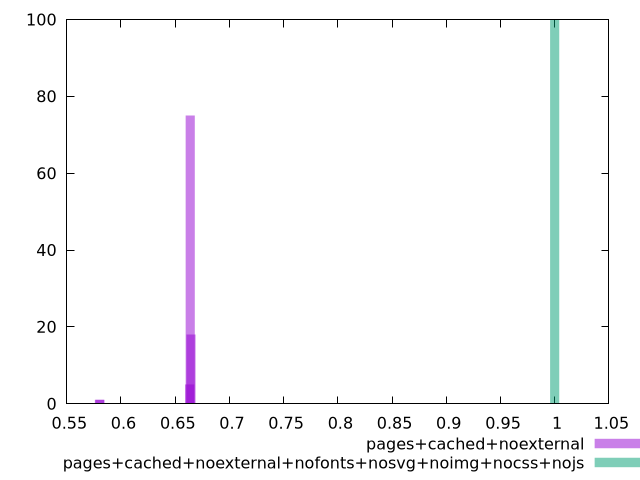 100
80
60
40
20
0
0.55 0.6 0.65 0.7 0.75 0.8 0.85 0.9 0.95 1 1.05
pages+cached+noexternal
pages+cached+noexternal+nofonts+nosvg+noimg+nocss+nojs